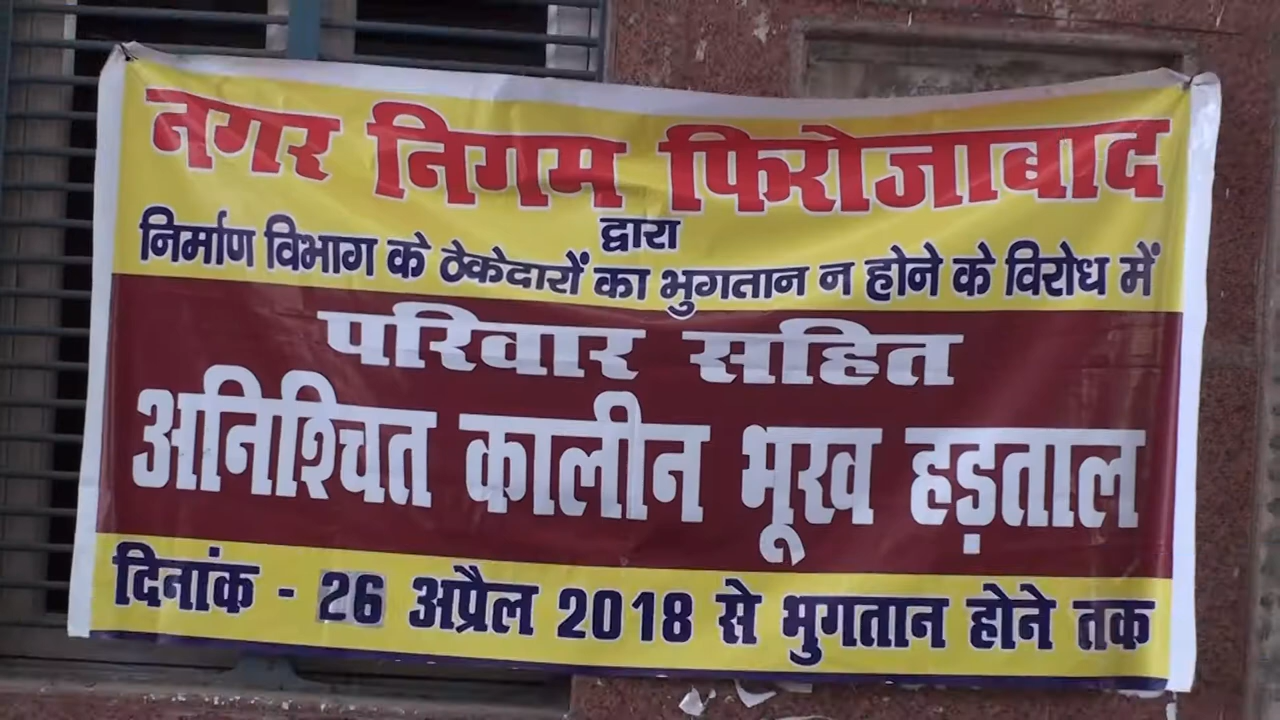 नगर निगम फिरोजाबाद
द्वारा
निर्माण विभाग के ठेकेदारों का भुगतान न होने के विरोध में
परिवार सहित
अनिश्चित कालीन भूख हड़ताल
दिनांक - 26 अप्रैल 2018 से भुगतान होने तक